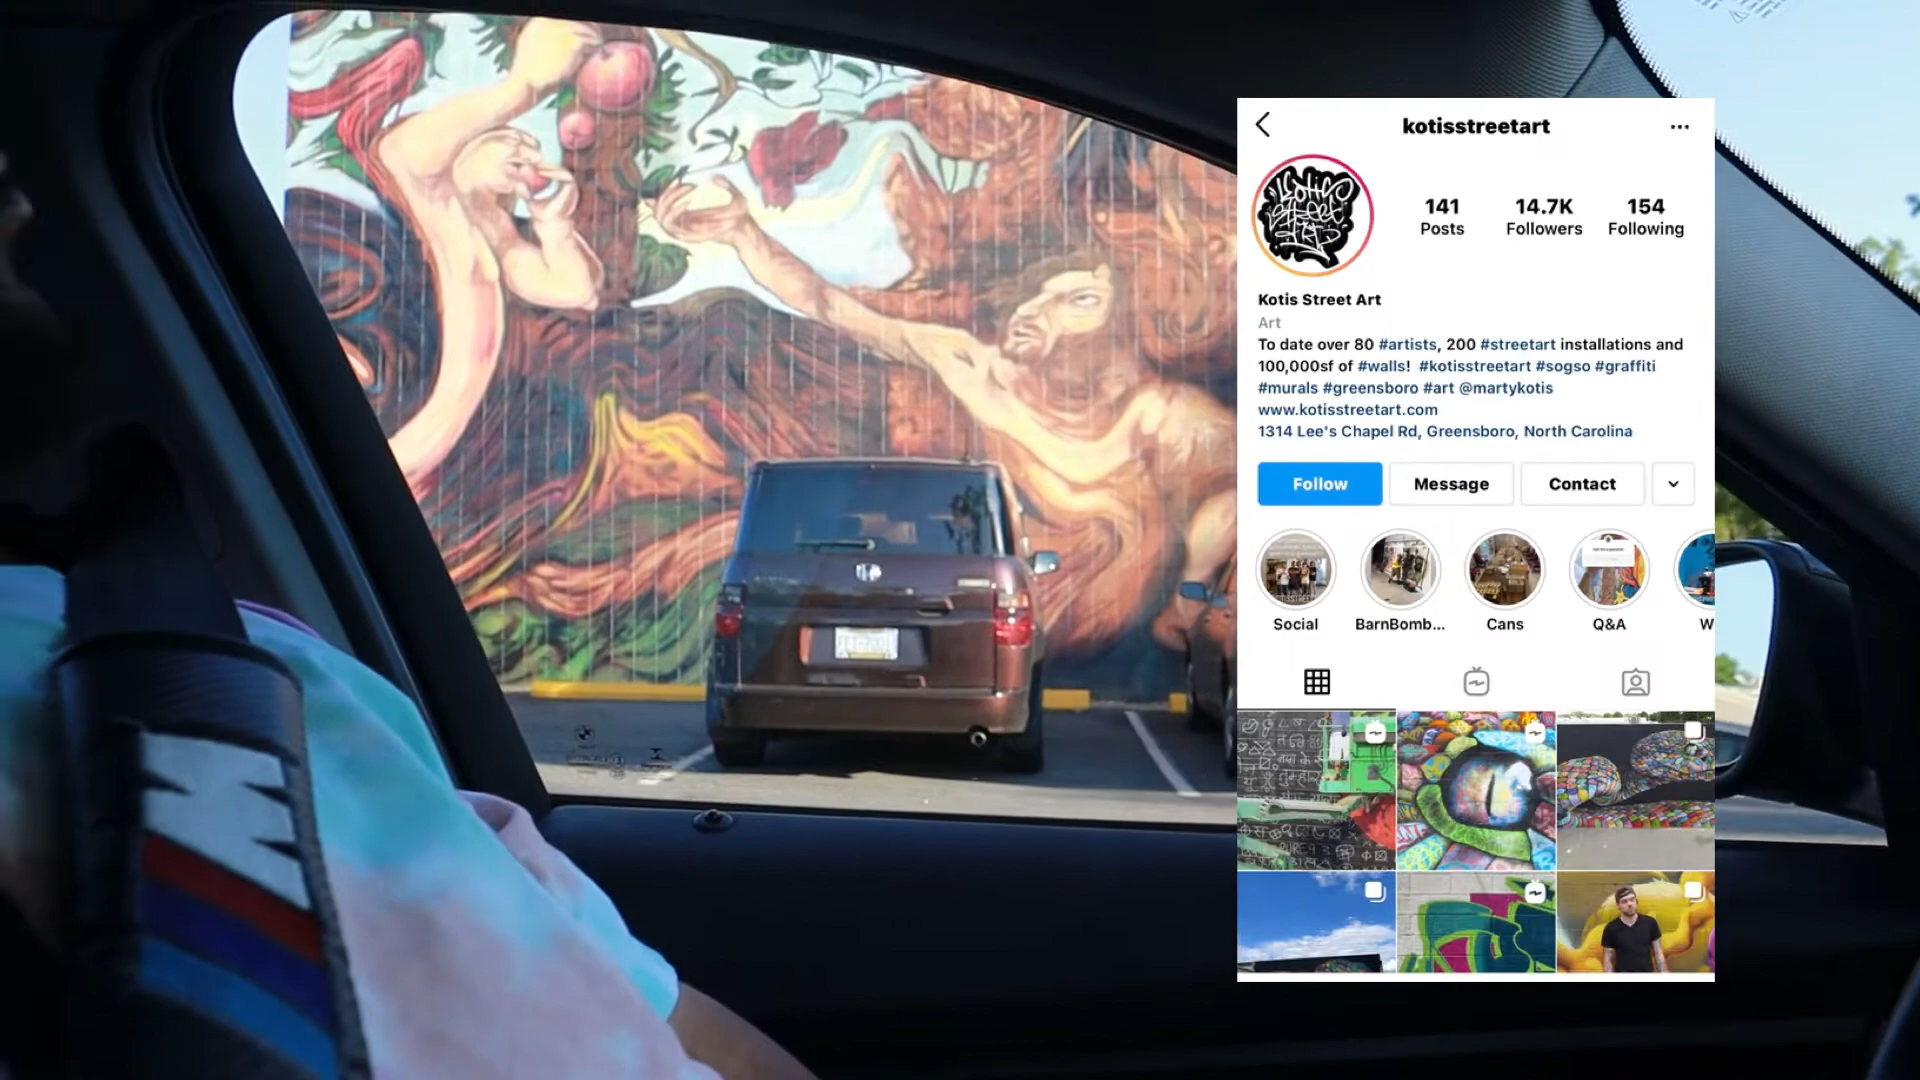 kotisstreetart
141
14.7K
154
Posts
Followers
Following
Kotis Street Art
Art
To date over 80 #artists, 200 #streetart installations and
100,000sf of #walls! #kotisstreetart #sogso #graffiti
#murals #greensboro #art @martykotis
www.kotisstreetart.com
1314 Lee's Chapel Rd, Greensboro, North Carolina
Follow
Message
Contact
Social
BarnBomb...
Cans
Q&A
W